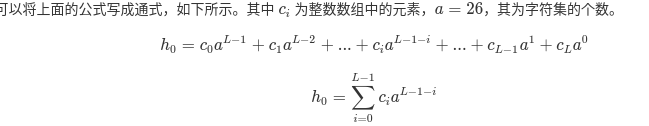 可以将上面的公式写成通式，如下所示。其中 c_i 为整数数组中的元素，a = 26，其为字符集的个数。
h_0 = c_0a^{L-1} + c_1a^{L-2} + ... + c_ia^{L-1-i} + ... + c_{L-1}a^1 + c_La^0
h_0 = \sum_{i=0}^{L-1} c_ia^{L-1-i}